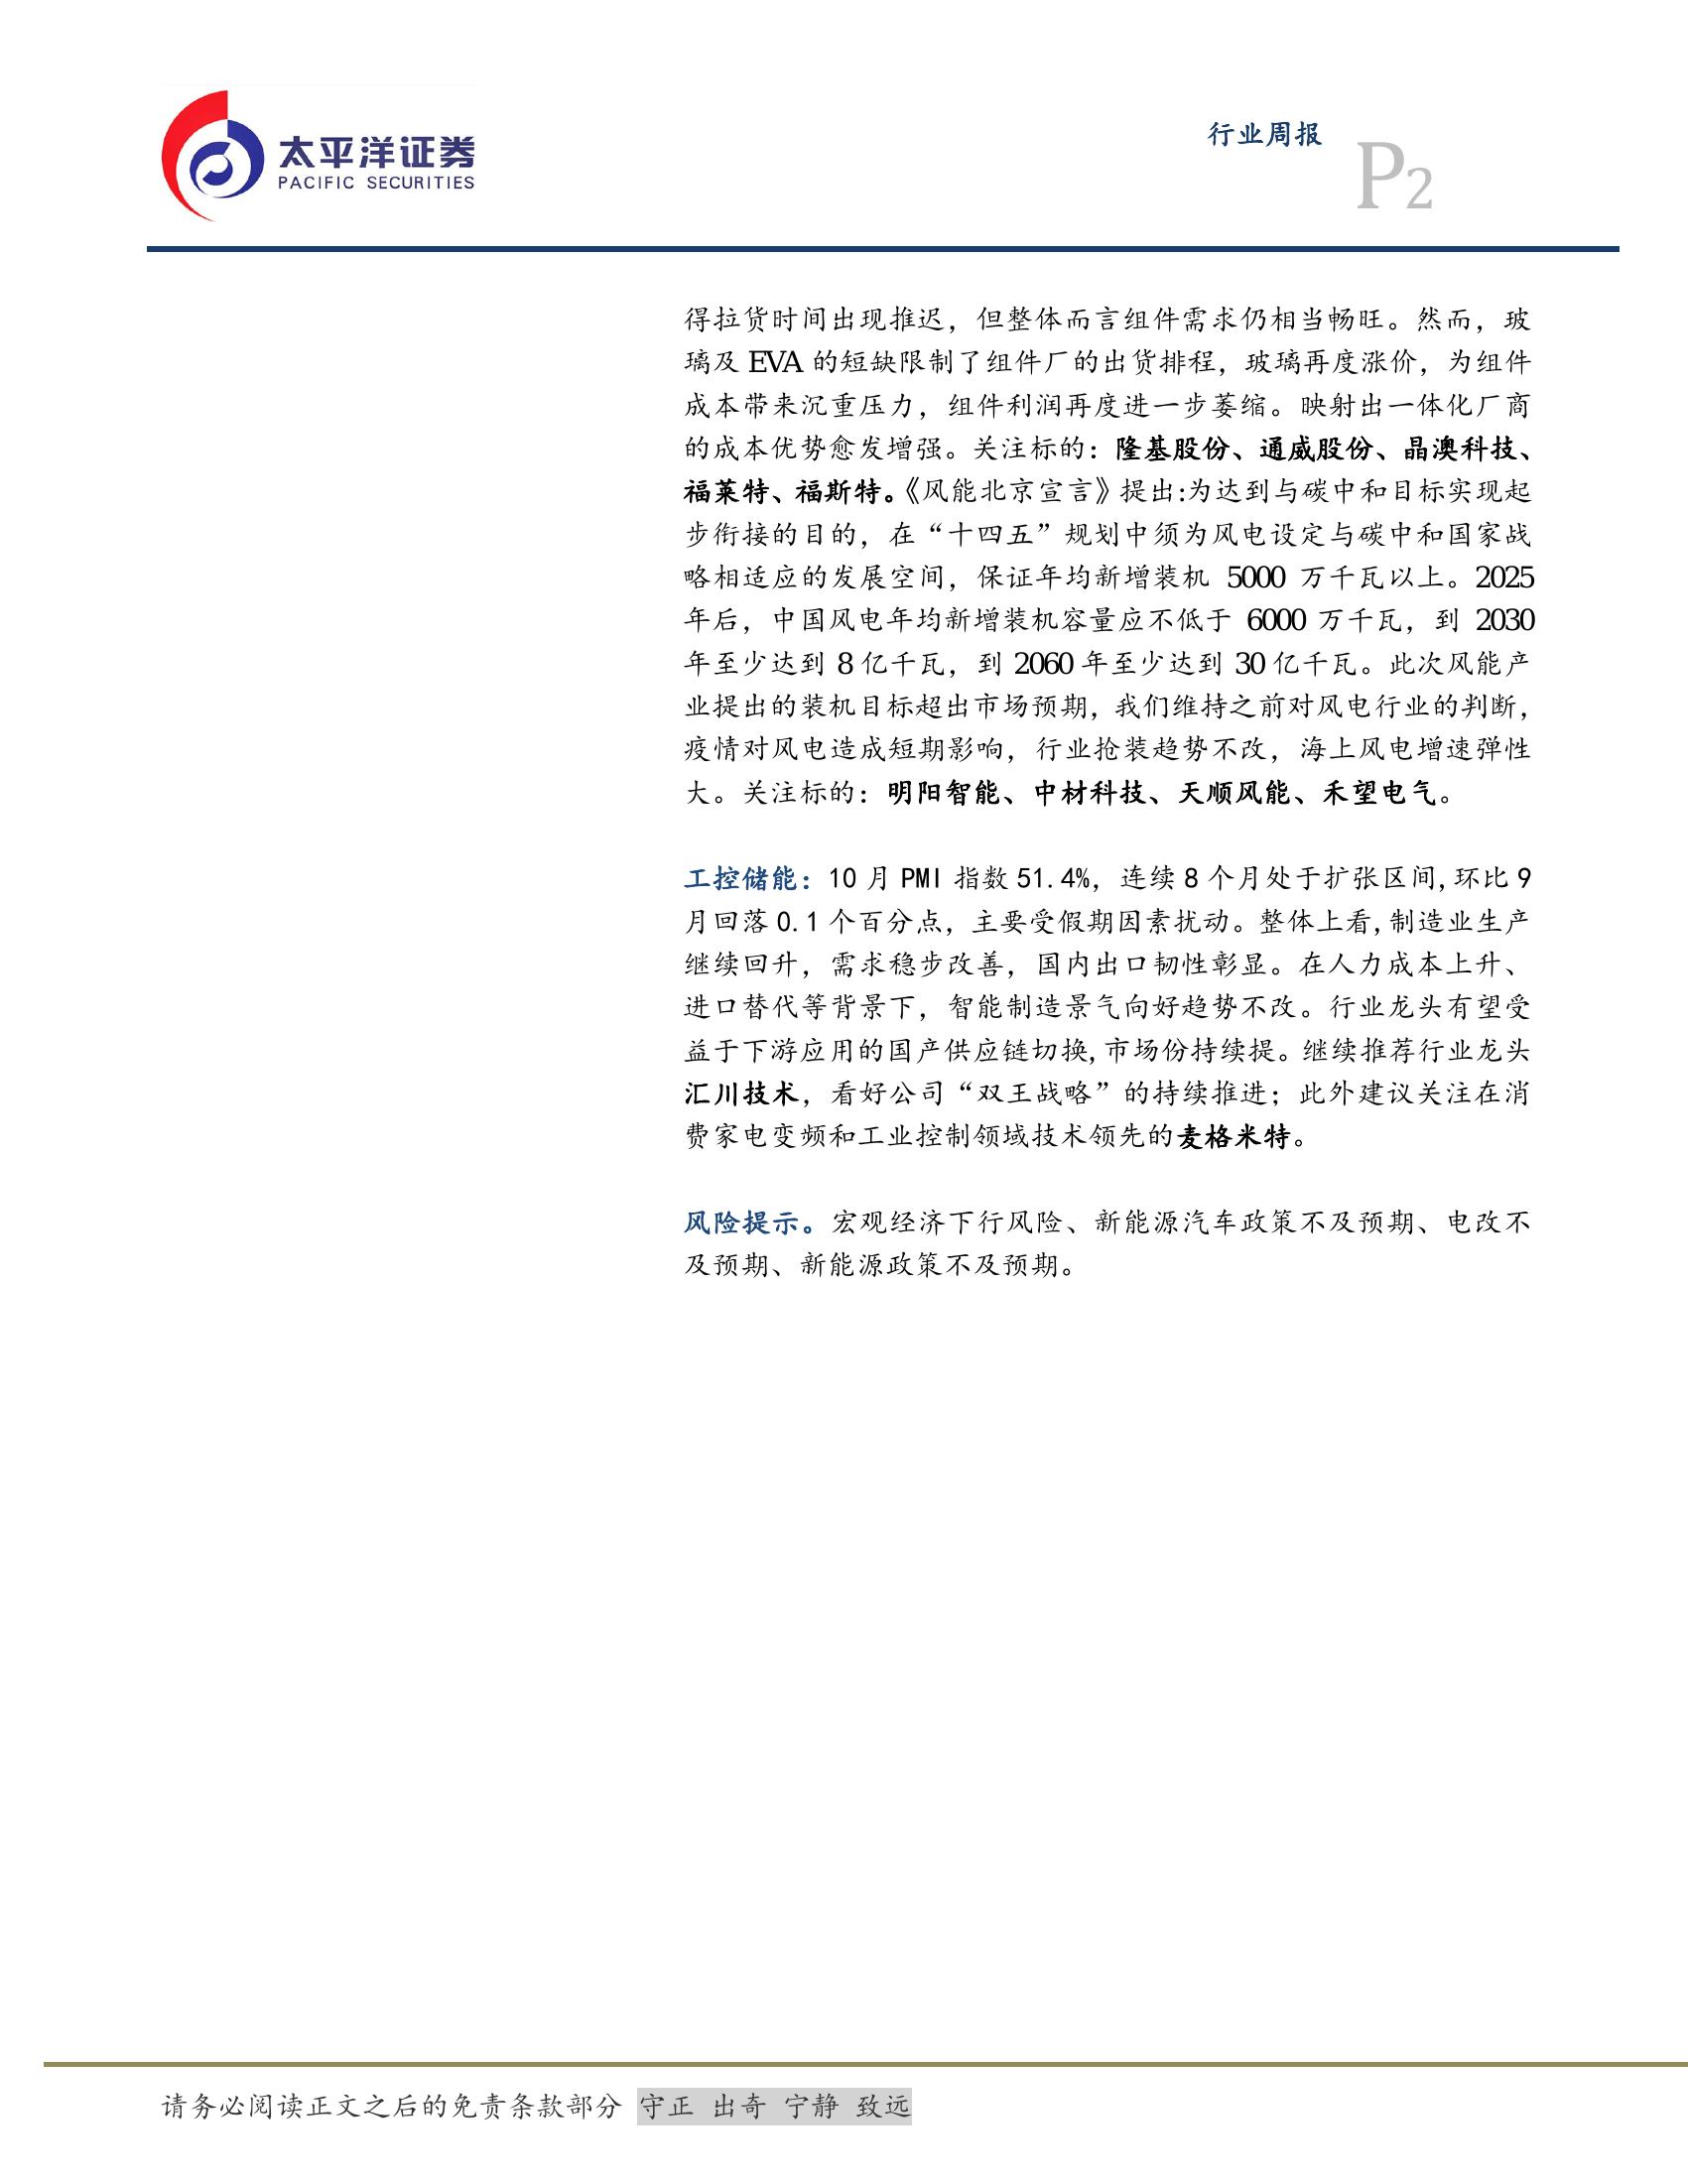 太平洋证券
PACIFIC SECURITIES
行业周报
P2
得拉货时间出现推迟，但整体而言组件需求仍相当畅旺。然而，玻
璃及 EVA 的短缺限制了组件厂的出货排程，玻璃再度涨价，为组件
成本带来沉重压力，组件利润再度进一步萎缩。映射出一体化厂商
的成本优势愈发增强。关注标的：隆基股份、通威股份、晶澳科技、
福莱特、福斯特。《风能北京宣言》提出:为达到与碳中和目标实现起
步衔接的目的，在“十四五”规划中须为风电设定与碳中和国家战
略相适应的发展空间，保证年均新增装机 5000 万千瓦以上。2025
年后，中国风电年均新增装机容量应不低于 6000 万千瓦，到 2030
年至少达到 8 亿千瓦，到 2060 年至少达到 30 亿千瓦。此次风能产
业提出的装机目标超出市场预期，我们维持之前对风电行业的判断，
疫情对风电造成短期影响，行业抢装趋势不改，海上风电增速弹性
大。关注标的：明阳智能、中材科技、天顺风能、禾望电气。
工控储能：10 月 PMI 指数 51.4%，连续 8 个月处于扩张区间,环比 9
月回落 0.1 个百分点，主要受假期因素扰动。整体上看,制造业生产
继续回升，需求稳步改善，国内出口韧性彰显。在人力成本上升、
进口替代等背景下，智能制造景气向好趋势不改。行业龙头有望受
益于下游应用的国产供应链切换,市场份持续提。继续推荐行业龙头
汇川技术，看好公司“双王战略”的持续推进；此外建议关注在消
费家电变频和工业控制领域技术领先的麦格米特。
风险提示。宏观经济下行风险、新能源汽车政策不及预期、电改不
及预期、新能源政策不及预期。
请务必阅读正文之后的免责条款部分 守正 出奇 宁静 致远